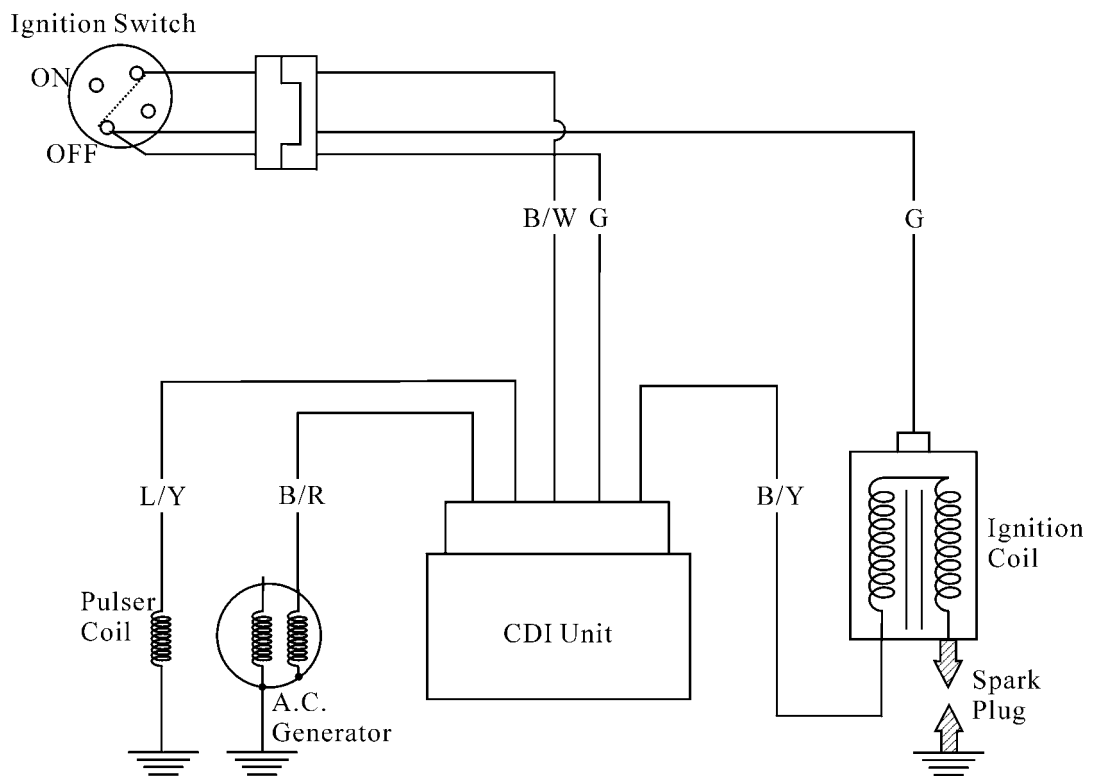 Ignition Switch
ON
OFF
B/W G
G
L/Y
B/R
B/Y
Ignition
Coil
Pulser
Coil
CDI Unit
A.C.
Generator
Spark
Plug